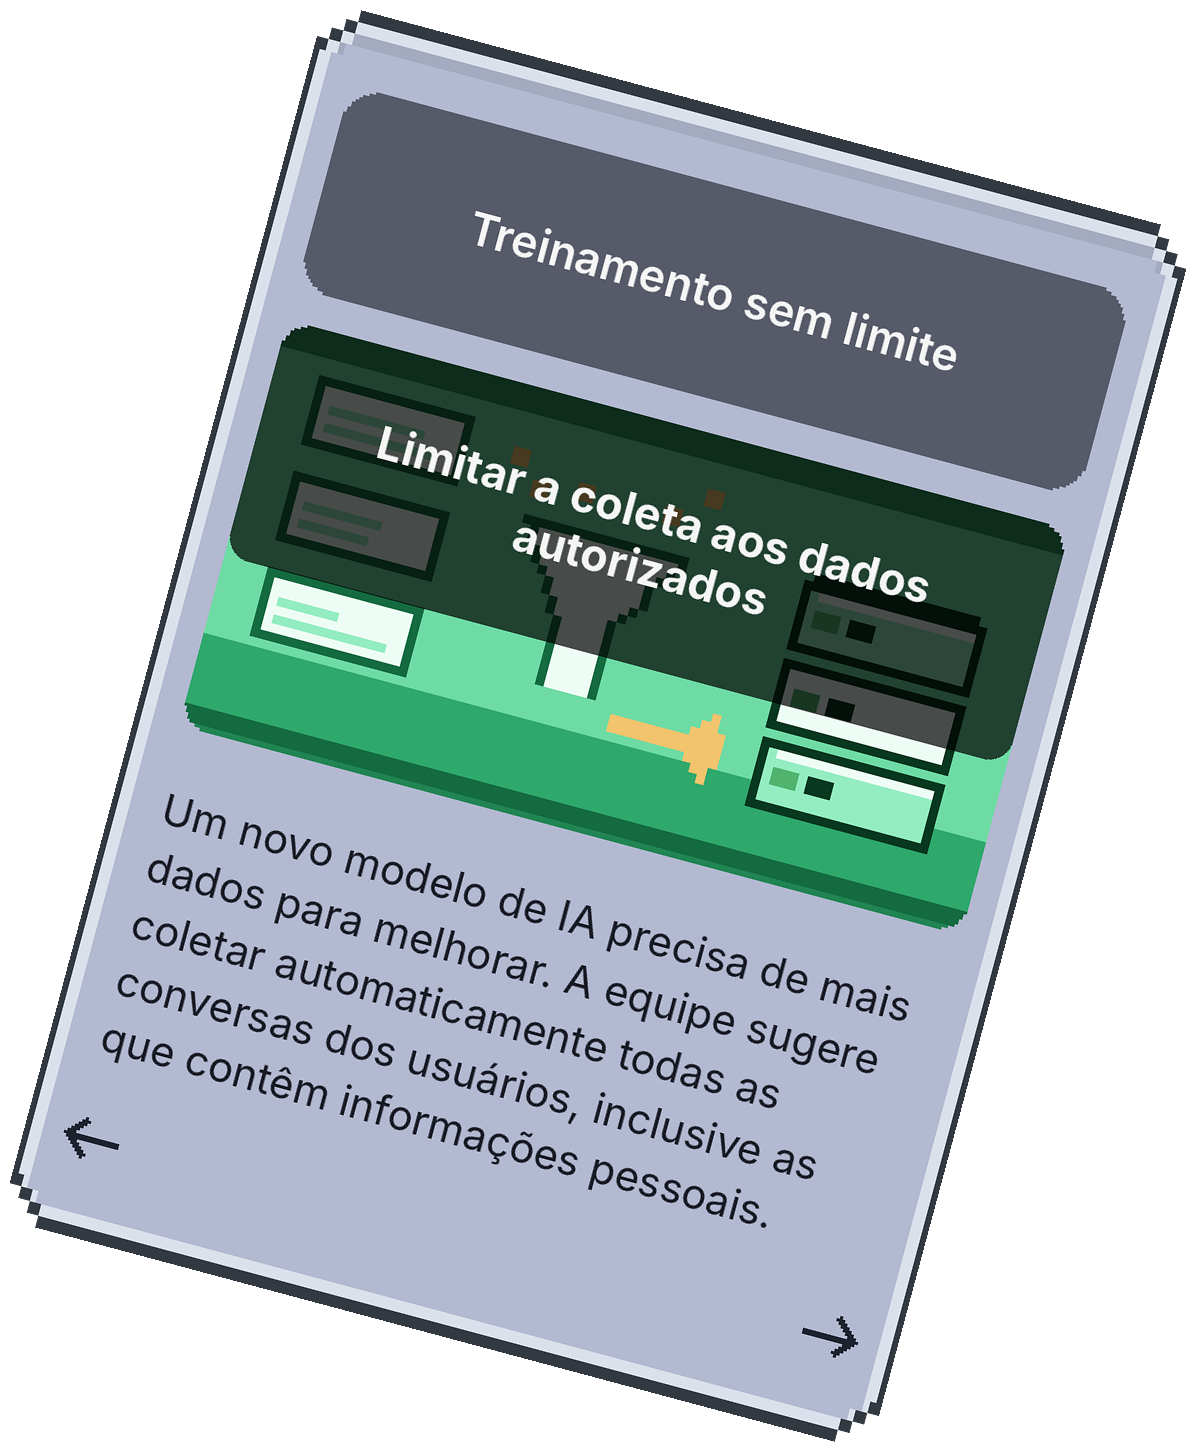 Treinamento sem limite
Limitar a coleta aos dados
autorizados
Um novo modelo de IA precisa de mais
dados para melhorar. A equipe sugere
coletar automaticamente todas as
conversas dos usuários, inclusive as
que contêm informações pessoais.